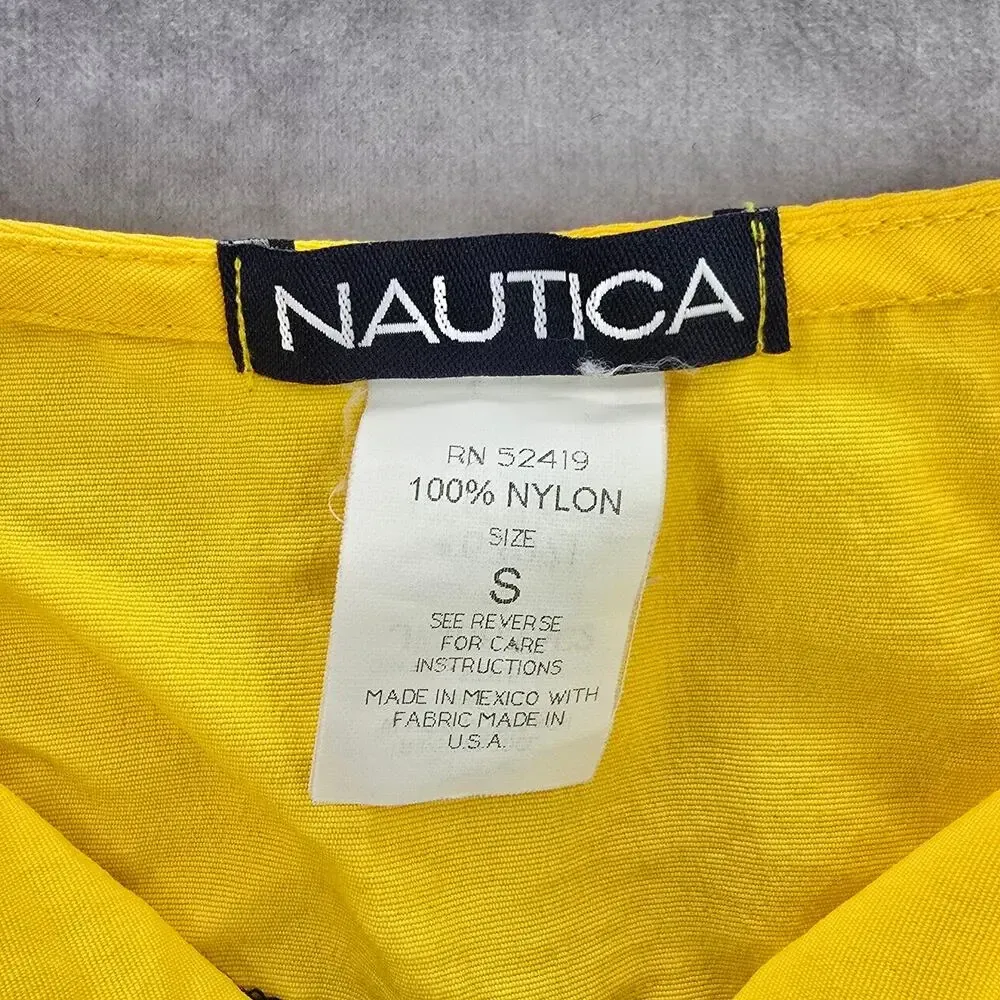 NAUTICA
RN 52419
100% NYLON
SIZE
S
SEE REVERSE
FOR CARE
INSTRUCTIONS
MADE IN MEXICO WITH
FABRIC MADE IN
U.S.A.